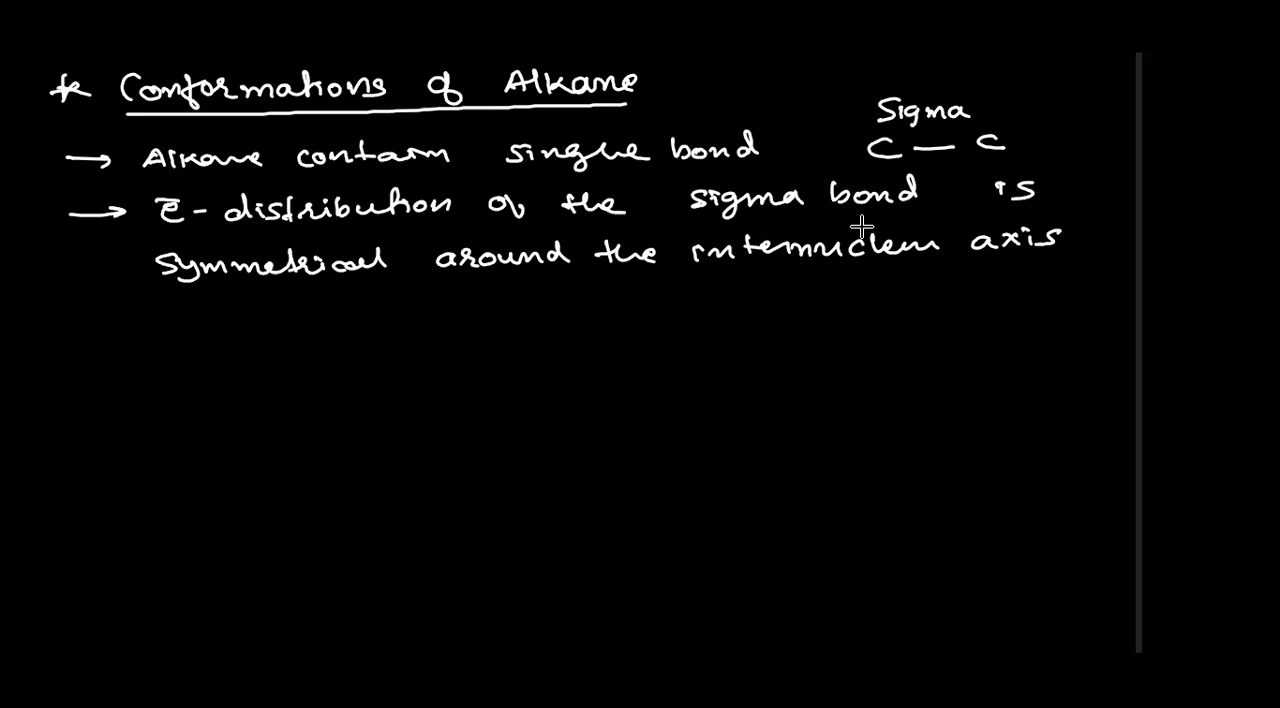 * Conformations of Alkane
→ Alkane contain single bond
Sigma
C — C
→ e̅ - distribution of the sigma bond is
symmetrical around the internuclear axis